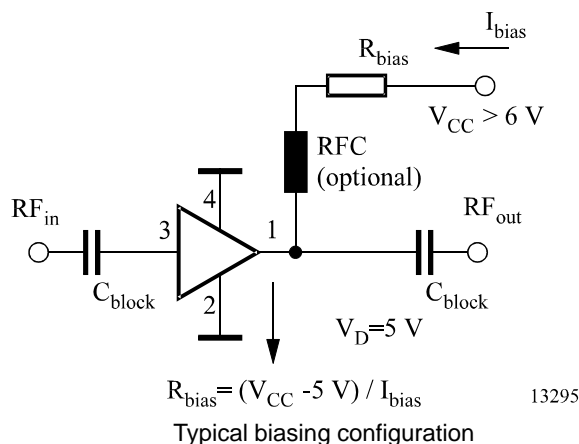 I_bias
R_bias
V_CC > 6 V
RFC
(optional)
4
RF_in
3
1
RF_out
C_block
2
C_block
V_D=5 V
R_bias= (V_CC -5 V) / I_bias
13295
Typical biasing configuration